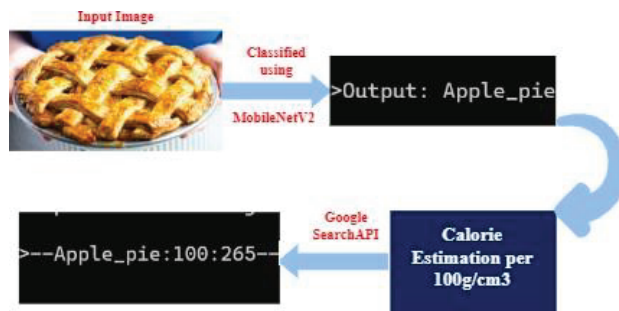 Input Image
Classified
using
MobileNetV2
>Output: Apple_pie
Calorie
Estimation per
100g/cm3
Google
SearchAPI
>--Apple_pie:100:265--